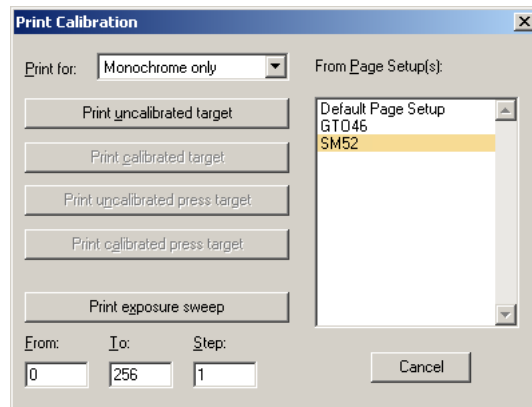 Print Calibration
Print for:
Monochrome only
Print uncalibrated target
Print calibrated target
Print uncalibrated press target
Print calibrated press target
Print exposure sweep
From:
To:
Step:
0
256
1
From Page Setup(s):
Default Page Setup
GTO46
SM52
Cancel